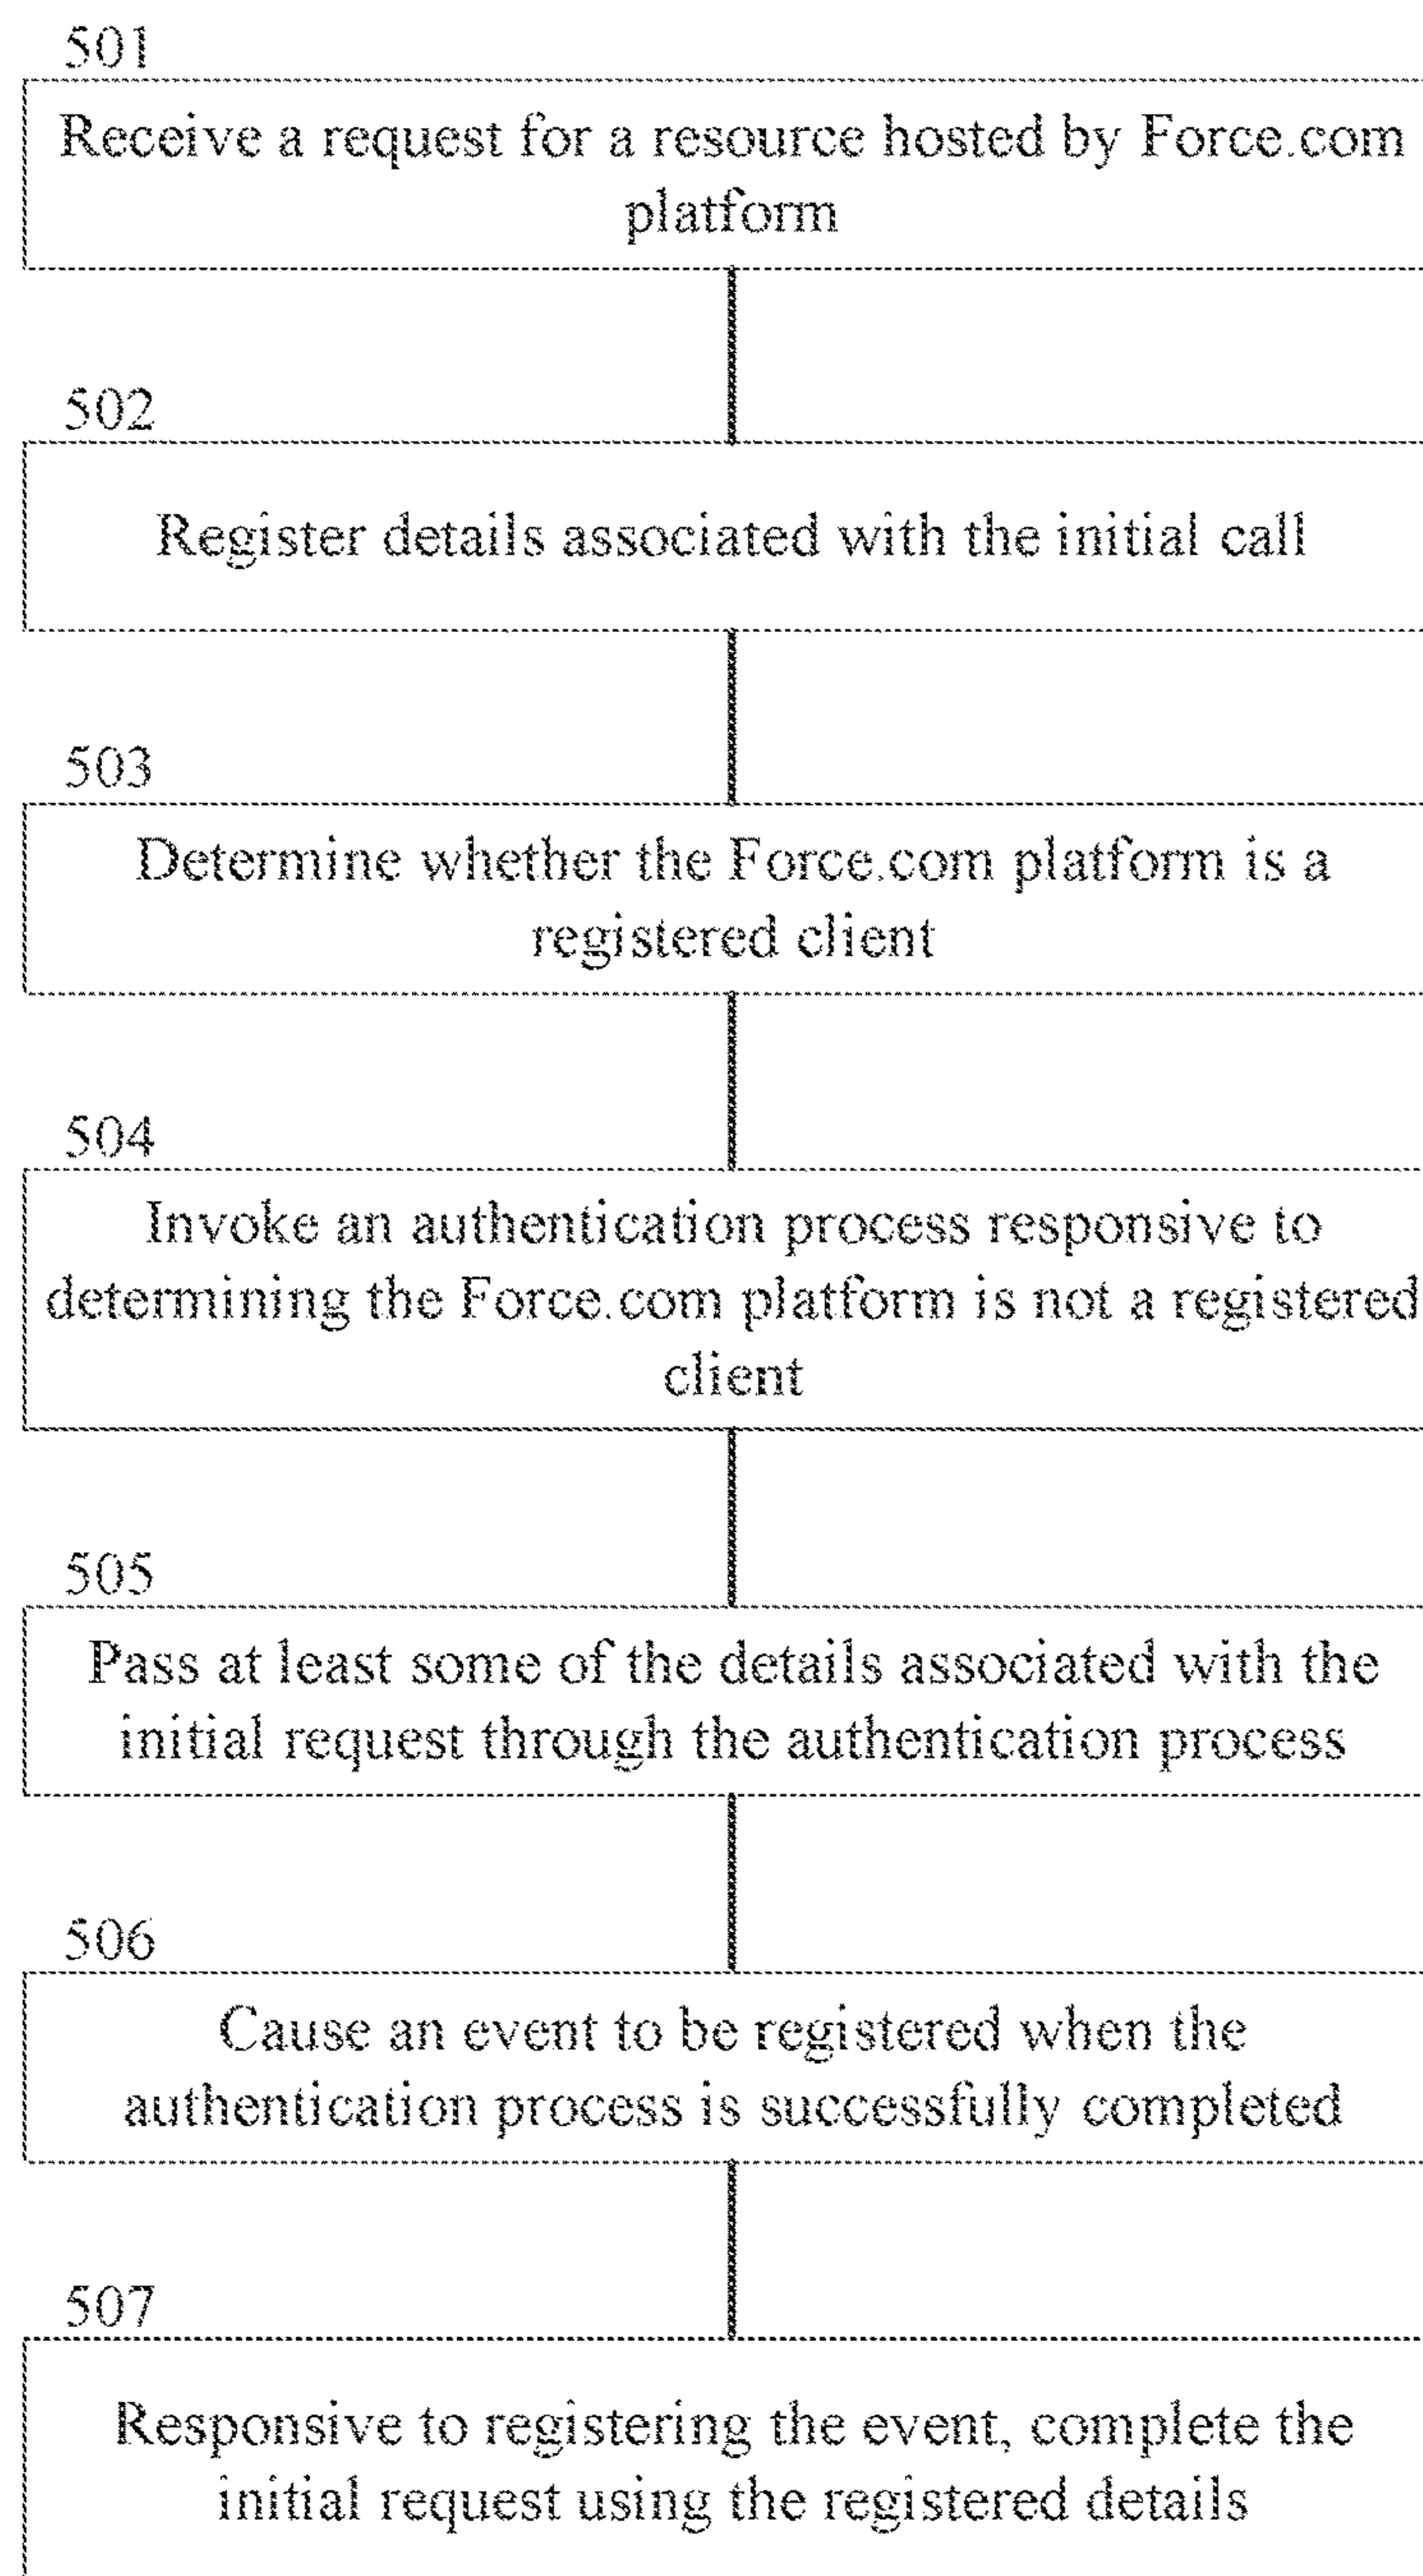 501
Receive a request for a resource hosted by Force.com
platform
502
Register details associated with the initial call
503
Determine whether the Force.com platform is a
registered client
504
Invoke an authentication process responsive to
determining the Force.com platform is not a registered
client
505
Pass at least some of the details associated with the
initial request through the authentication process
506
Cause an event to be registered when the
authentication process is successfully completed
507
Responsive to registering the event, complete the
initial request using the registered details